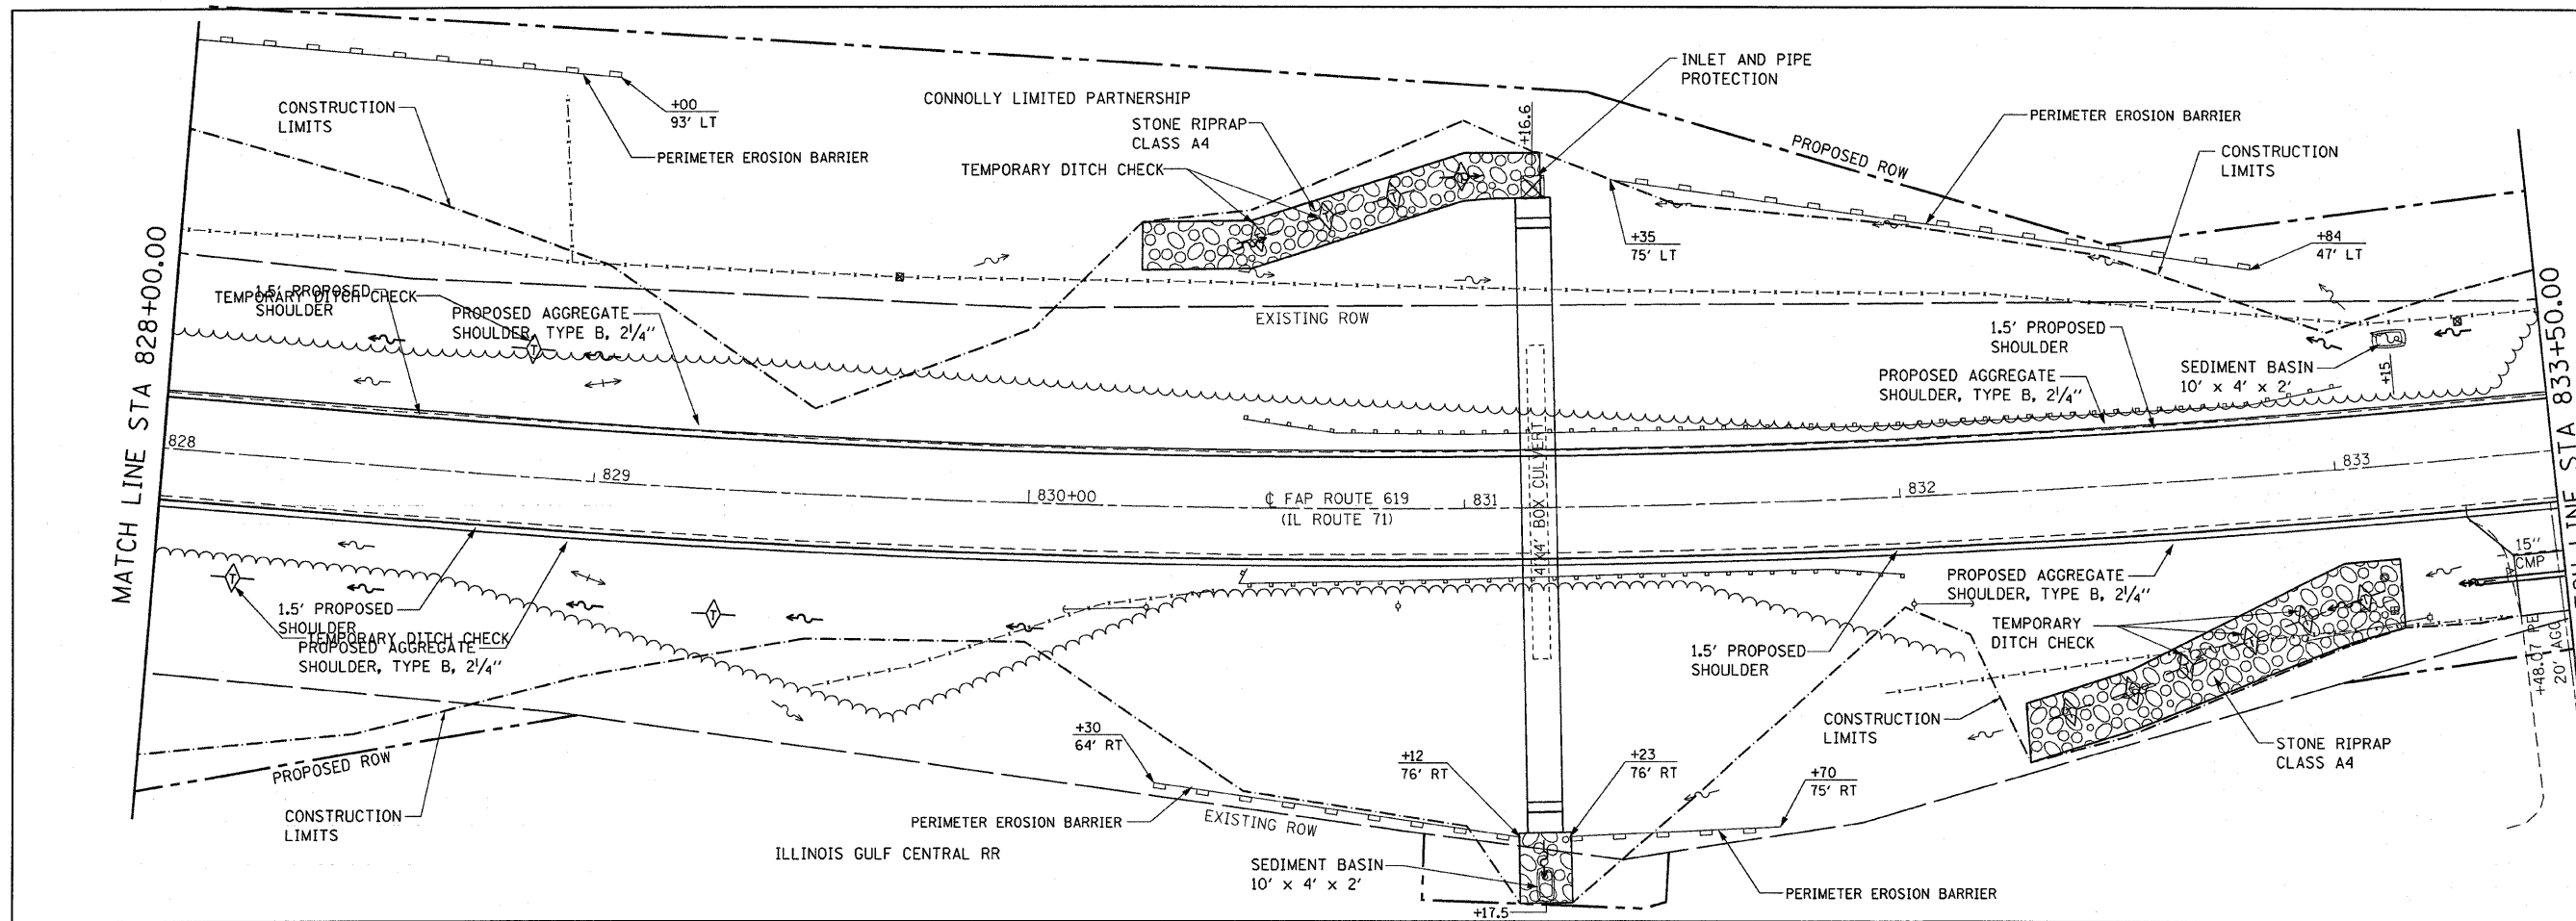 INLET AND PIPE
PROTECTION
CONSTRUCTION
LIMITS
+00
93' LT
CONNOLLY LIMITED PARTNERSHIP
STONE RIPRAP
CLASS A4
+16.6
PERIMETER EROSION BARRIER
PERIMETER EROSION BARRIER
TEMPORARY DITCH CHECK
PROPOSED ROW
CONSTRUCTION
LIMITS
+35
75' LT
+84
47' LT
MATCH LINE STA 828+00.00
1.5' PROPOSED
SHOULDER
TEMPORARY DITCH CHECK
T
PROPOSED AGGREGATE
SHOULDER, TYPE B, 2 1/4"
EXISTING ROW
1.5' PROPOSED
SHOULDER
PROPOSED AGGREGATE
SHOULDER, TYPE B, 2 1/4"
SEDIMENT BASIN
10' x 4' x 2'
+15
828
829
830+00
℄ FAP ROUTE 619
(IL ROUTE 71)
831
4'X4' BOX CULVERT
832
833
833+50.00
LINE STA
T
T
1.5' PROPOSED
SHOULDER
TEMPORARY DITCH CHECK
PROPOSED AGGREGATE
SHOULDER, TYPE B, 2 1/4"
15"
CMP
PROPOSED AGGREGATE
SHOULDER, TYPE B, 2 1/4"
TEMPORARY
DITCH CHECK
1.5' PROPOSED
SHOULDER
+48.07 PE
20' AGG
CONSTRUCTION
LIMITS
STONE RIPRAP
CLASS A4
PROPOSED ROW
CONSTRUCTION
LIMITS
+30
64' RT
+12
76' RT
+23
76' RT
+70
75' RT
PERIMETER EROSION BARRIER
EXISTING ROW
ILLINOIS GULF CENTRAL RR
SEDIMENT BASIN
10' x 4' x 2'
+17.5
PERIMETER EROSION BARRIER